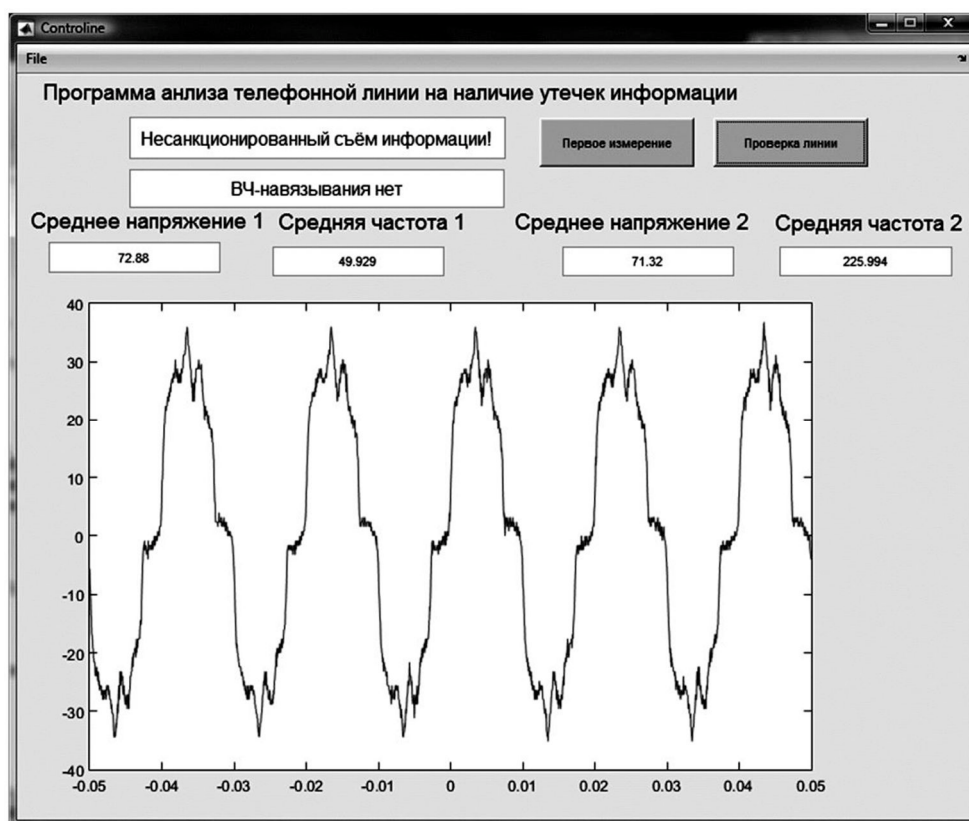 Controline
File
Программа анлиза телефонной линии на наличие утечек информации
Несанкционированный съём информации!
Первое измерение
Проверка линии
ВЧ-навязывания нет
Среднее напряжение 1
Средняя частота 1
Среднее напряжение 2
Средняя частота 2
72.88
49.929
71.32
225.994
40
30
20
10
0
-10
-20
-30
-40
-0.05
-0.04
-0.03
-0.02
-0.01
0
0.01
0.02
0.03
0.04
0.05